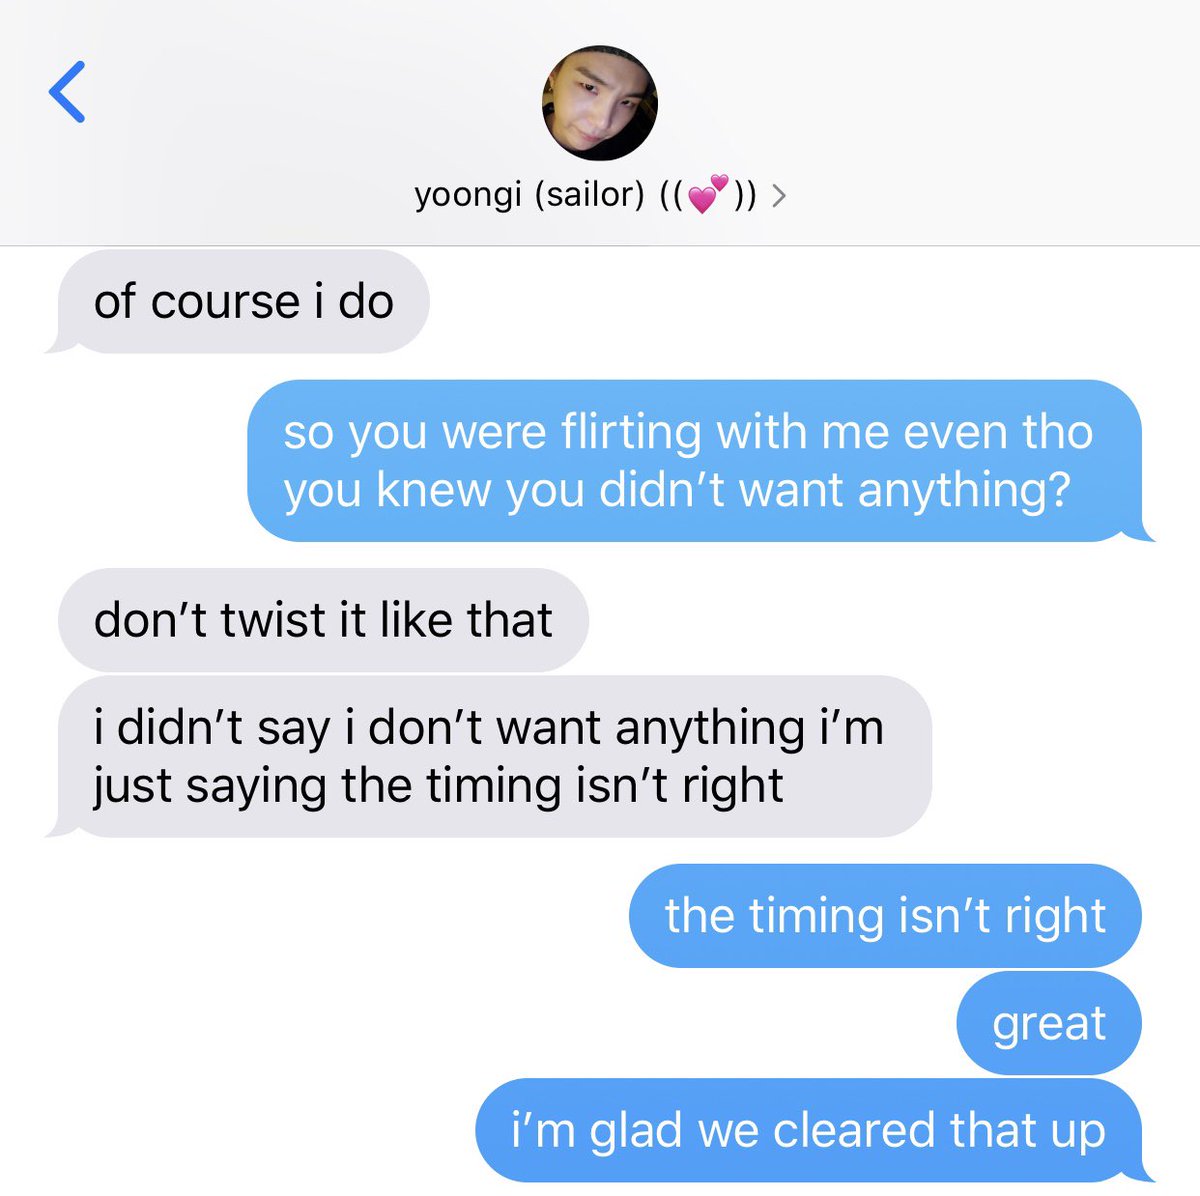 yoongi (sailor) ((💕))
of course i do
so you were flirting with me even tho
you knew you didn’t want anything?
don’t twist it like that
i didn’t say i don’t want anything i’m
just saying the timing isn’t right
the timing isn’t right
great
i’m glad we cleared that up